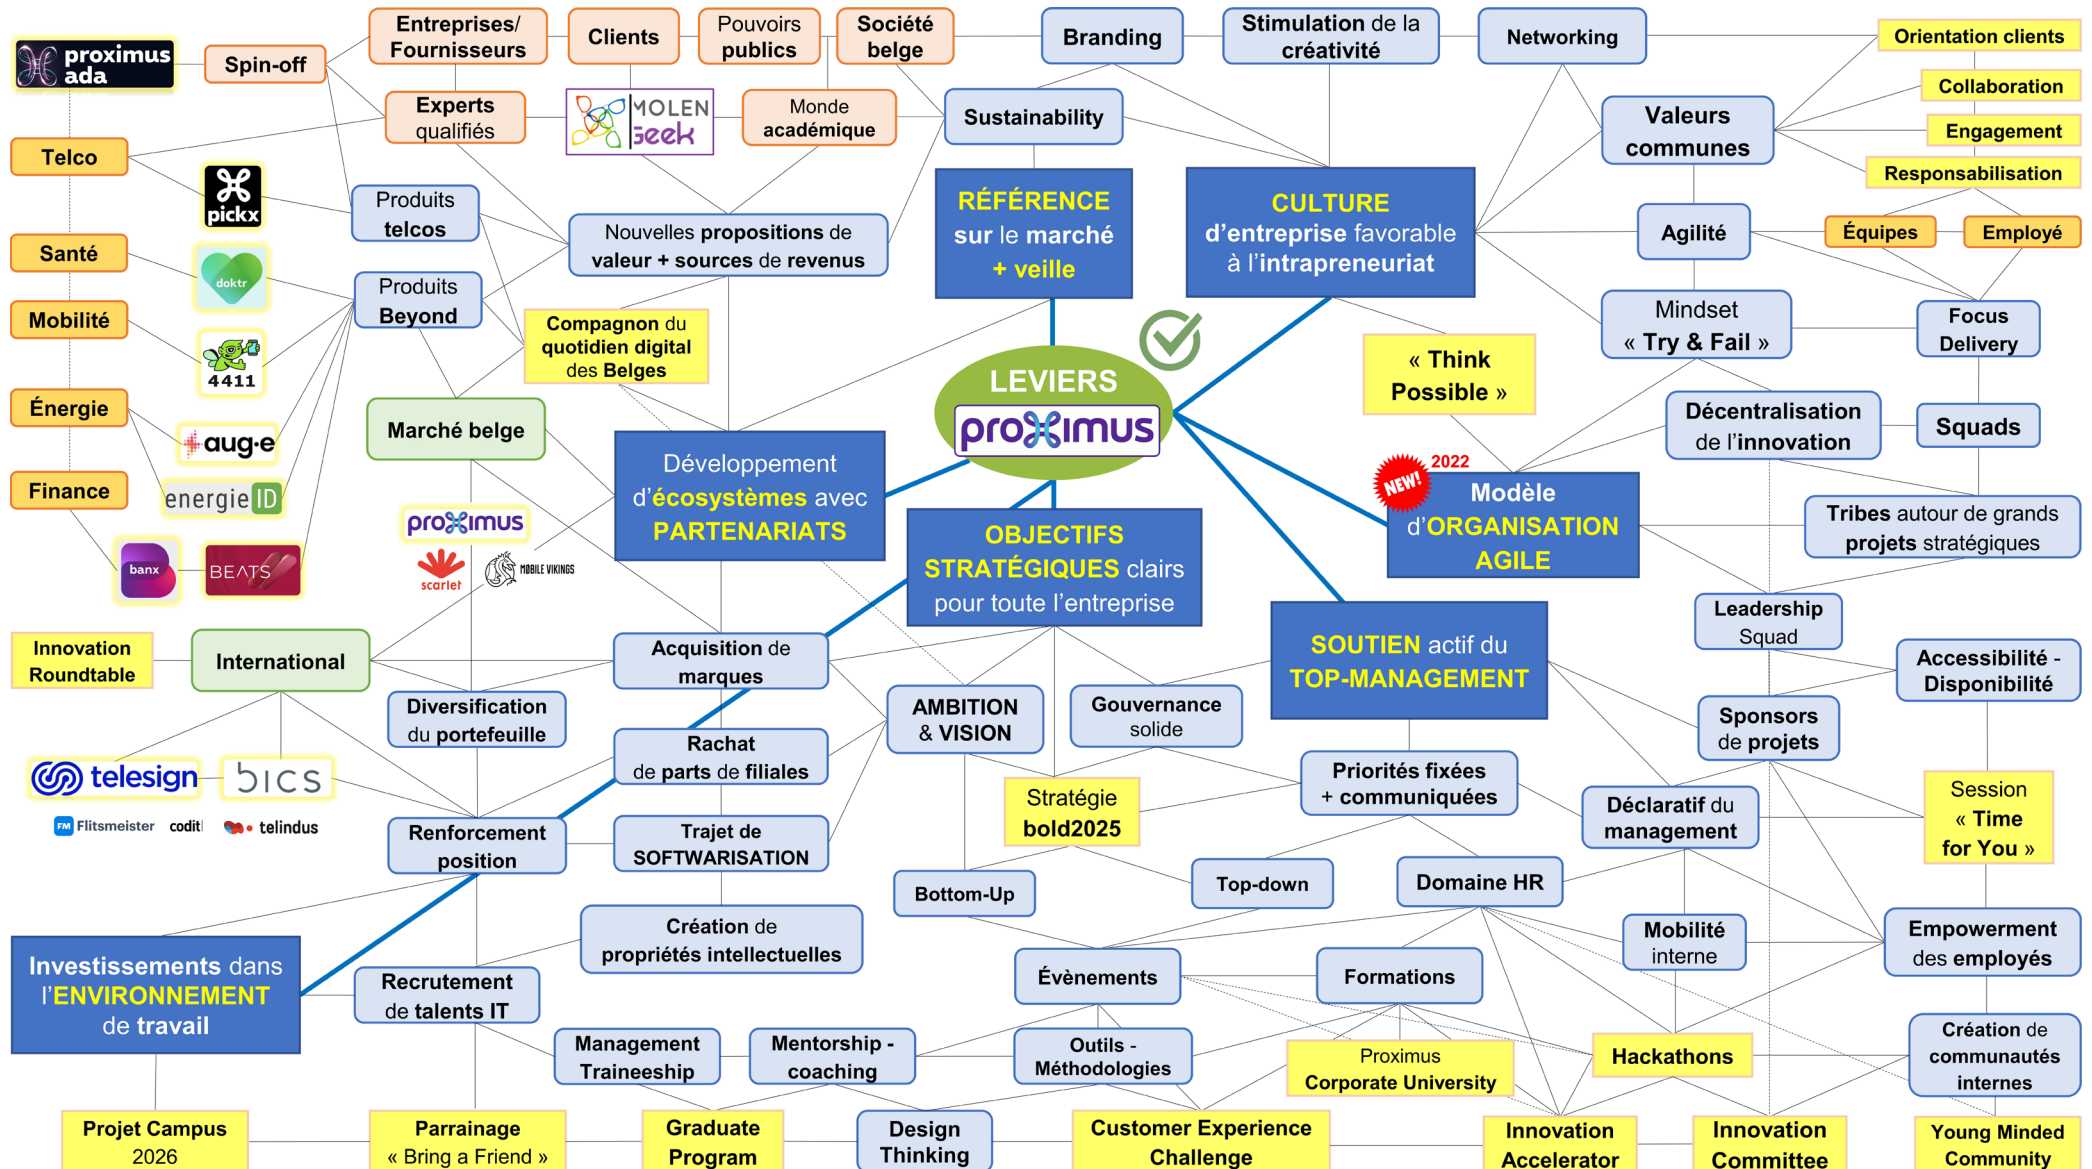 proximus
ada
Spin-off
Entreprises/
Fournisseurs
Clients
Pouvoirs
publics
Société
belge
Branding
Stimulation de la
créativité
Networking
Orientation clients
Collaboration
Engagement
Responsabilisation
Experts
qualifiés
MOLEN
Geek
Monde
académique
Sustainability
Valeurs
communes
Telco
pickx
Produits
telcos
Nouvelles propositions de
valeur + sources de revenus
RÉFÉRENCE
sur le marché
+ veille
CULTURE
d'entreprise favorable
à l'intrapreneuriat
Agilité
Équipes
Employé
Santé
doktr
Produits
Beyond
Mobilité
4411
Compagnon du
quotidien digital
des Belges
Mindset
« Try & Fail »
Focus
Delivery
LEVIERS
proximus
« Think
Possible »
Énergie
aug·e
energieID
Marché belge
Décentralisation
de l'innovation
Squads
Finance
banx
BEATS
proximus
scarlet
MOBILE VIKINGS
Développement
d'écosystèmes avec
PARTENARIATS
OBJECTIFS
STRATÉGIQUES clairs
pour toute l'entreprise
NEW!
2022
Modèle
d'ORGANISATION
AGILE
Tribes autour de grands
projets stratégiques
Innovation
Roundtable
International
Acquisition de
marques
SOUTIEN actif du
TOP-MANAGEMENT
Leadership
Squad
Accessibilité -
Disponibilité
Diversification
du portefeuille
AMBITION
& VISION
Gouvernance
solide
Sponsors
de projets
telesign
bics
FM Flitsmeister
codit
telindus
Rachat
de parts de filiales
Stratégie
bold2025
Priorités fixées
+ communiquées
Déclaratif du
management
Session
« Time
for You »
Renforcement
position
Trajet de
SOFTWARISATION
Bottom-Up
Top-down
Domaine HR
Création de
propriétés intellectuelles
Mobilité
interne
Empowerment
des employés
Investissements dans
l'ENVIRONNEMENT
de travail
Recrutement
de talents IT
Évènements
Formations
Management
Traineeship
Mentorship -
coaching
Outils -
Méthodologies
Proximus
Corporate University
Hackathons
Création de
communautés
internes
Projet Campus
2026
Parrainage
« Bring a Friend »
Graduate
Program
Design
Thinking
Customer Experience
Challenge
Innovation
Accelerator
Innovation
Committee
Young Minded
Community